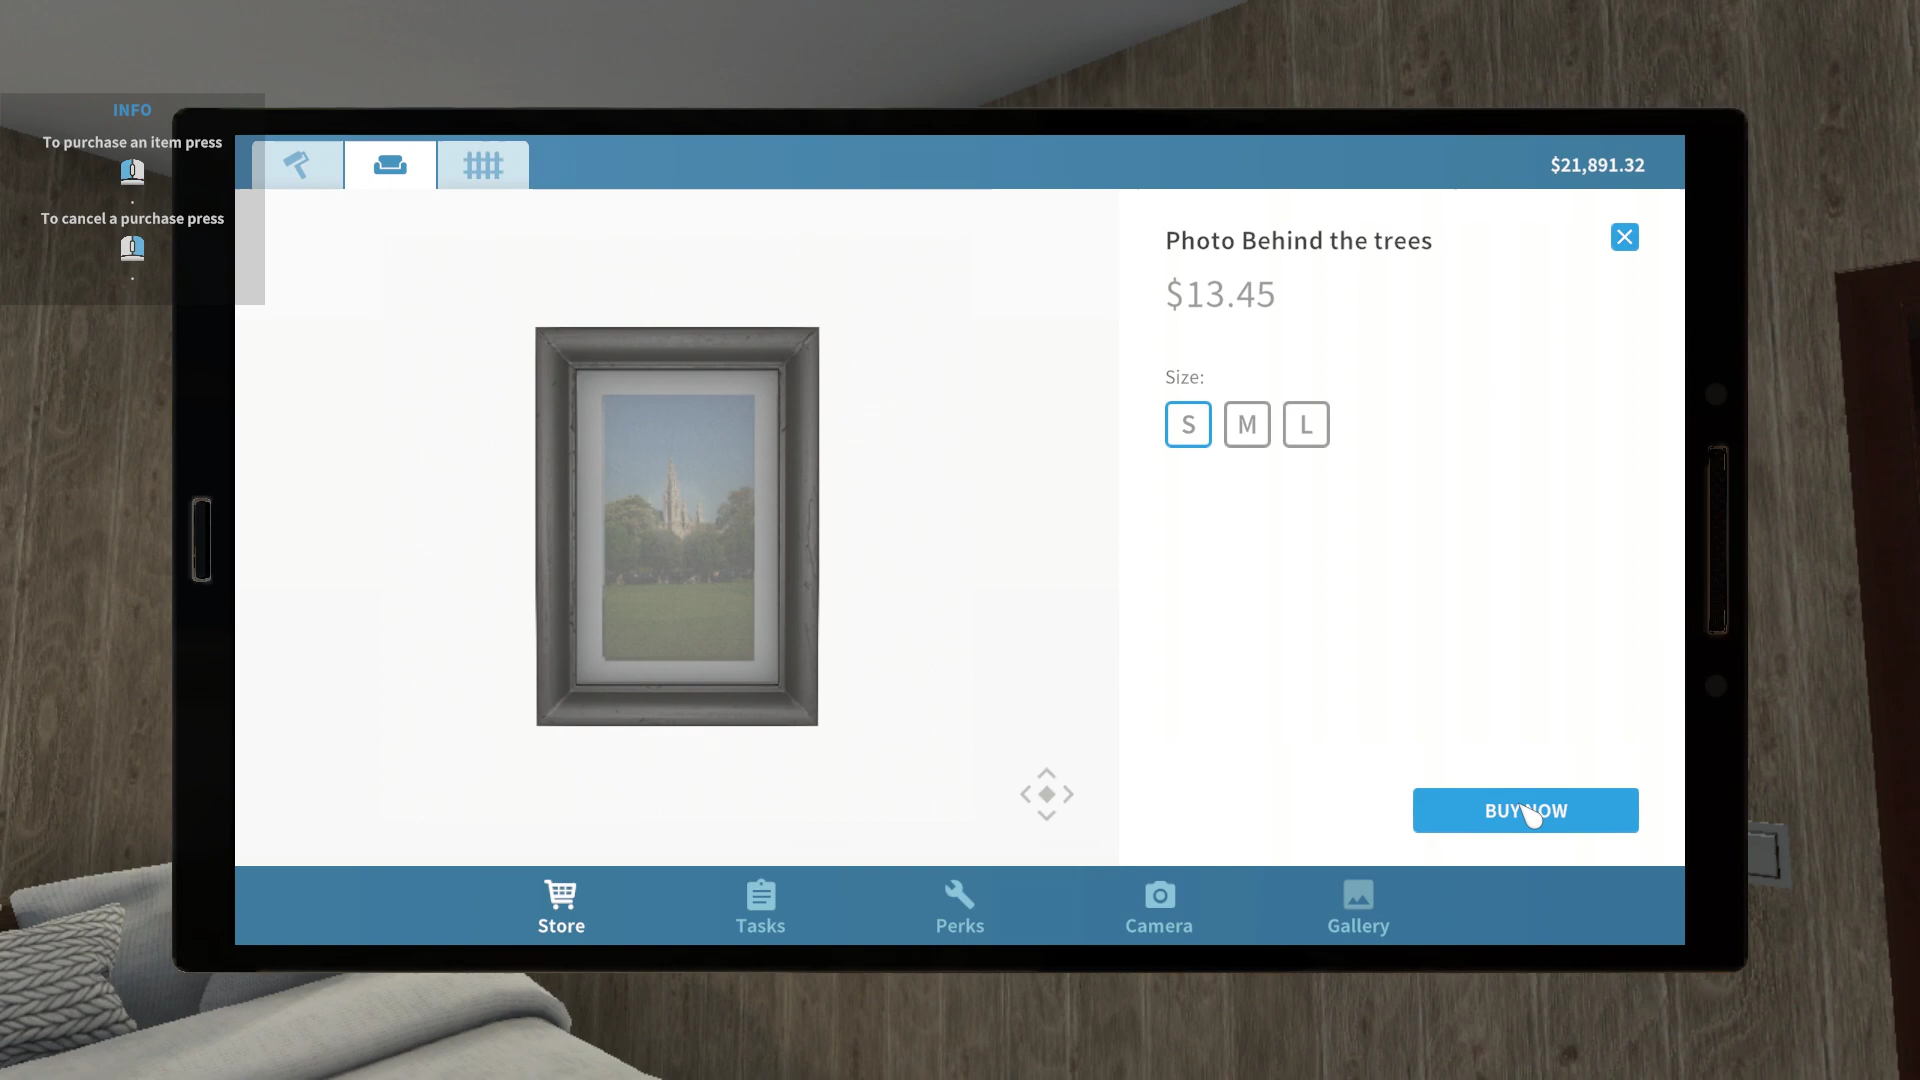 INFO
To purchase an item press
.
To cancel a purchase press
.
$21,891.32
Photo Behind the trees
$13.45
Size:
S M L
BUY NOW
Store Tasks Perks Camera Gallery